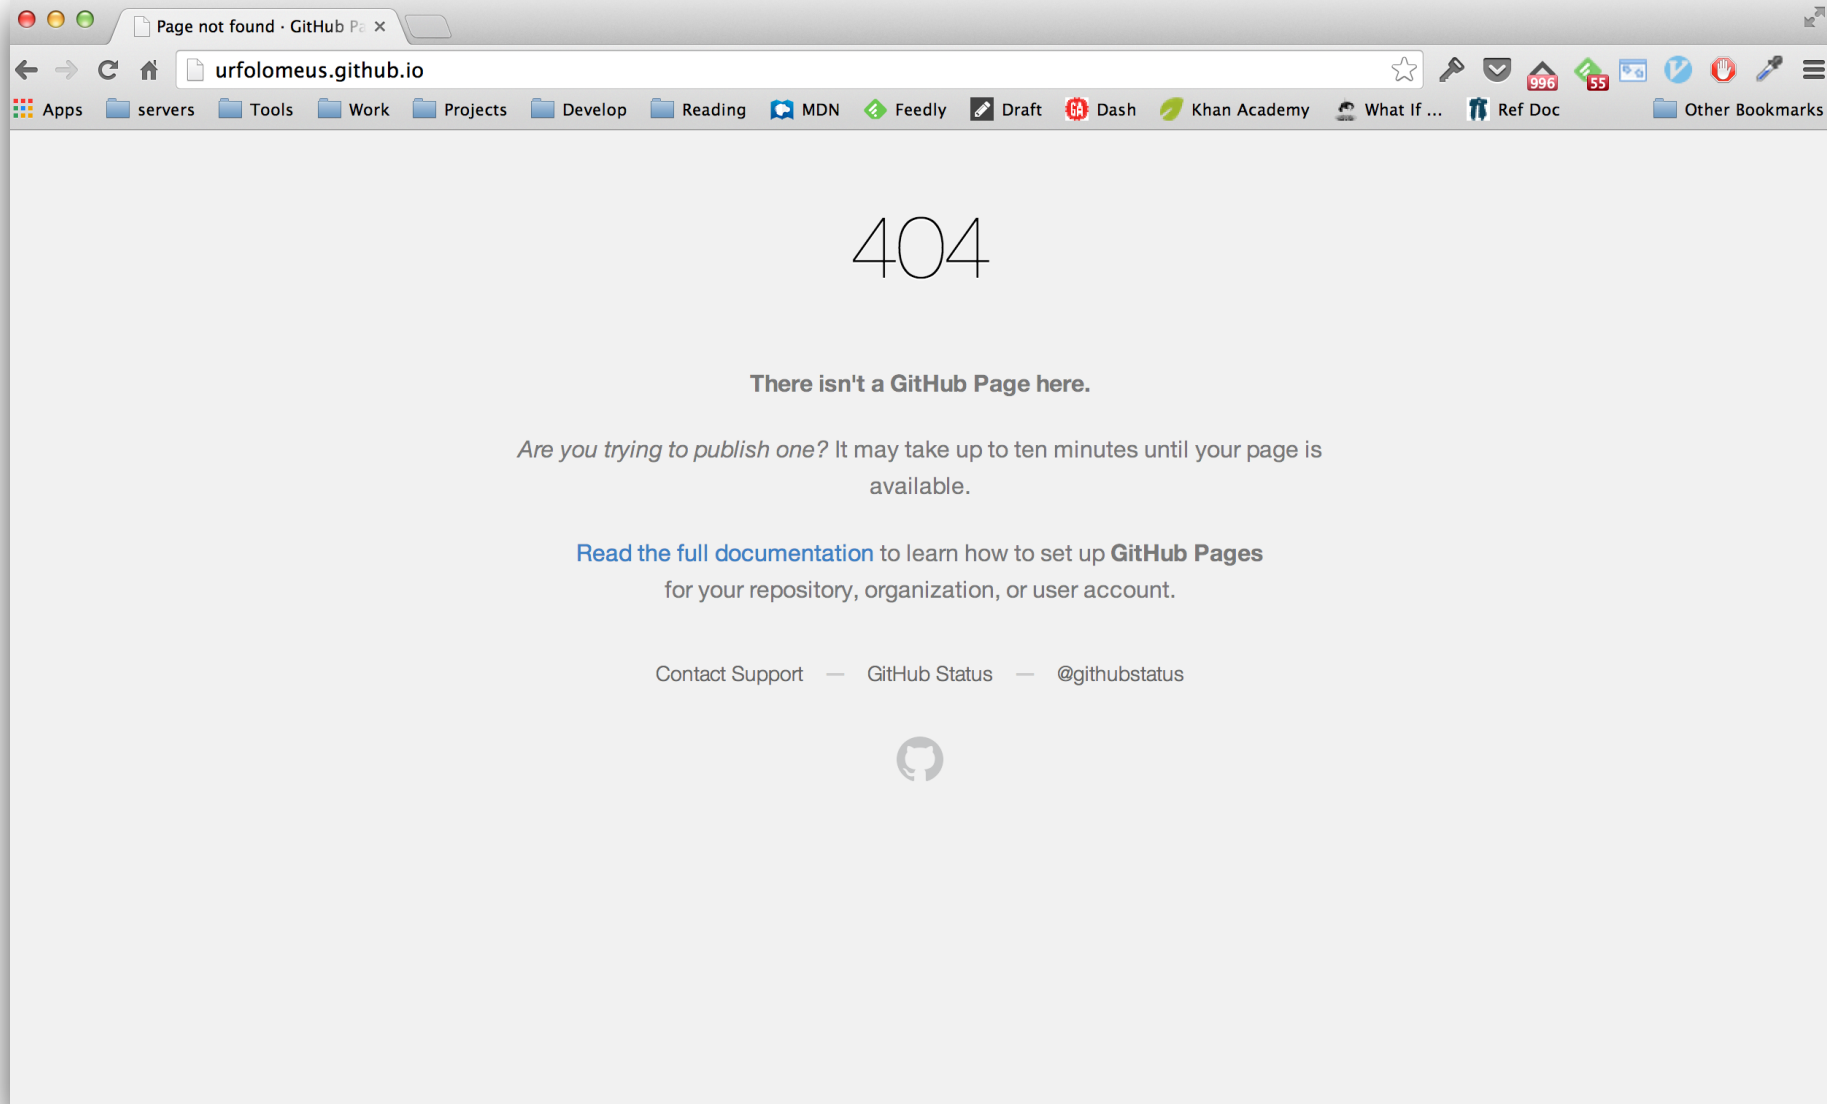 Page not found · GitHub Pa
urfolomeus.github.io
996
55
Apps servers Tools Work Projects Develop Reading MDN Feedly Draft GA Dash Khan Academy What If ... Ref Doc Other Bookmarks
404
There isn't a GitHub Page here.
Are you trying to publish one? It may take up to ten minutes until your page is
available.
Read the full documentation to learn how to set up GitHub Pages
for your repository, organization, or user account.
Contact Support — GitHub Status — @githubstatus